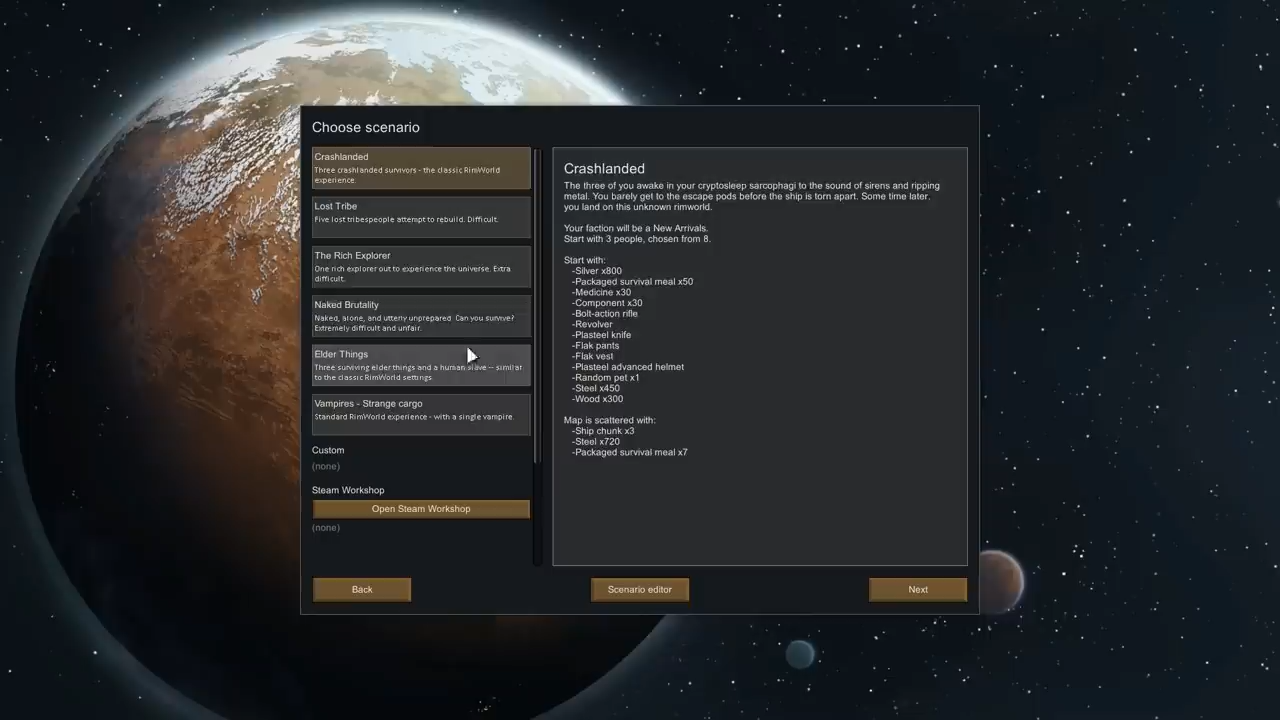 Choose scenario
Crashlanded
Three crashlanded survivors - the classic RimWorld
experience.
Lost Tribe
Five lost tribespeople attempt to rebuild. Difficult.
The Rich Explorer
One rich explorer out to experience the universe. Extra
difficult.
Naked Brutality
Naked, alone, and utterly unprepared. Can you survive?
Extremely difficult and unfair.
Elder Things
Three surviving elder things and a human slave -- similar
to the classic RimWorld settings.
Vampires - Strange cargo
Standard RimWorld experience - with a single vampire.
Custom
(none)
Steam Workshop
Open Steam Workshop
(none)
Crashlanded
The three of you awake in your cryptosleep sarcophagi to the sound of sirens and ripping
metal. You barely get to the escape pods before the ship is torn apart. Some time later,
you land on this unknown rimworld.
Your faction will be a New Arrivals.
Start with 3 people, chosen from 8.
Start with:
-Silver x800
-Packaged survival meal x50
-Medicine x30
-Component x30
-Bolt-action rifle
-Revolver
-Plasteel knife
-Flak pants
-Flak vest
-Plasteel advanced helmet
-Random pet x1
-Steel x450
-Wood x300
Map is scattered with:
-Ship chunk x3
-Steel x720
-Packaged survival meal x7
Back
Scenario editor
Next